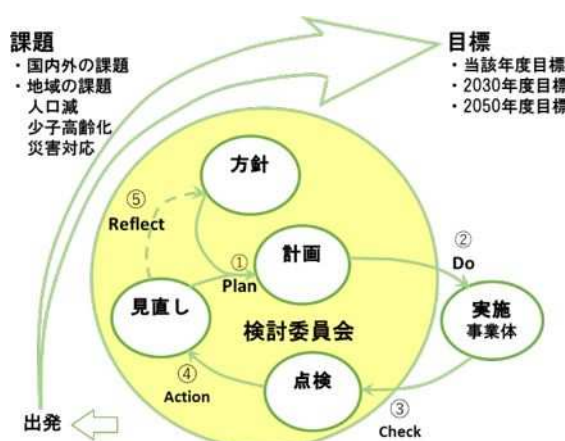 課題
・国内外の課題
・地域の課題
人口減
少子高齢化
災害対応
目標
・当該年度目標
・2030年度目標
・2050年度目標
方針
⑤
Reflect
①
Plan
計画
②
Do
見直し
検討委員会
実施
事業体
④
Action
点検
③
Check
出発